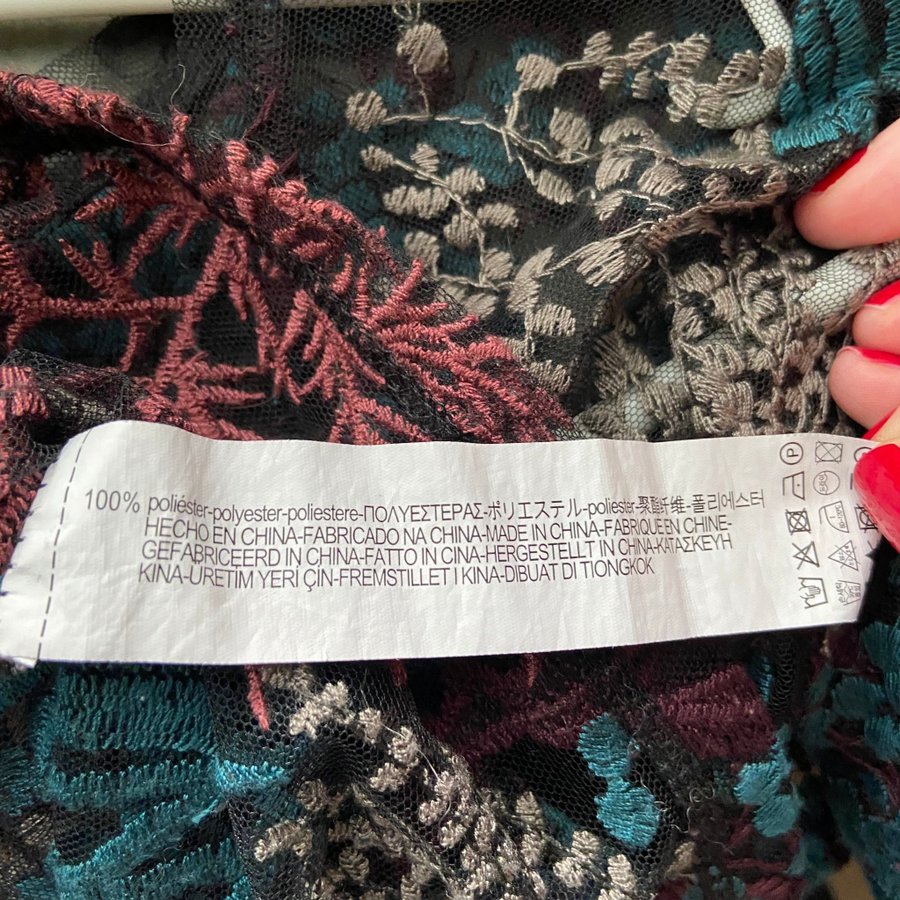 100% poliéster-polyester-poliestere-ΠΟΛΥΕΣΤΕΡΑΣ-ポリエステル-poliester-聚酯纤维-폴리에스터
HECHO EN CHINA-FABRICADO NA CHINA-MADE IN CHINA-FABRIQUE EN CHINE-
GEFABRICEERD IN CHINA-FATTO IN CINA-HERGESTELLT IN CHINA-ΚΑΤΑΣΚΕΥΗ
KINA-ÜRETIM YERI ÇIN-FREMSTILLET I KINA-DIBUAT DI TIONGKOK
P